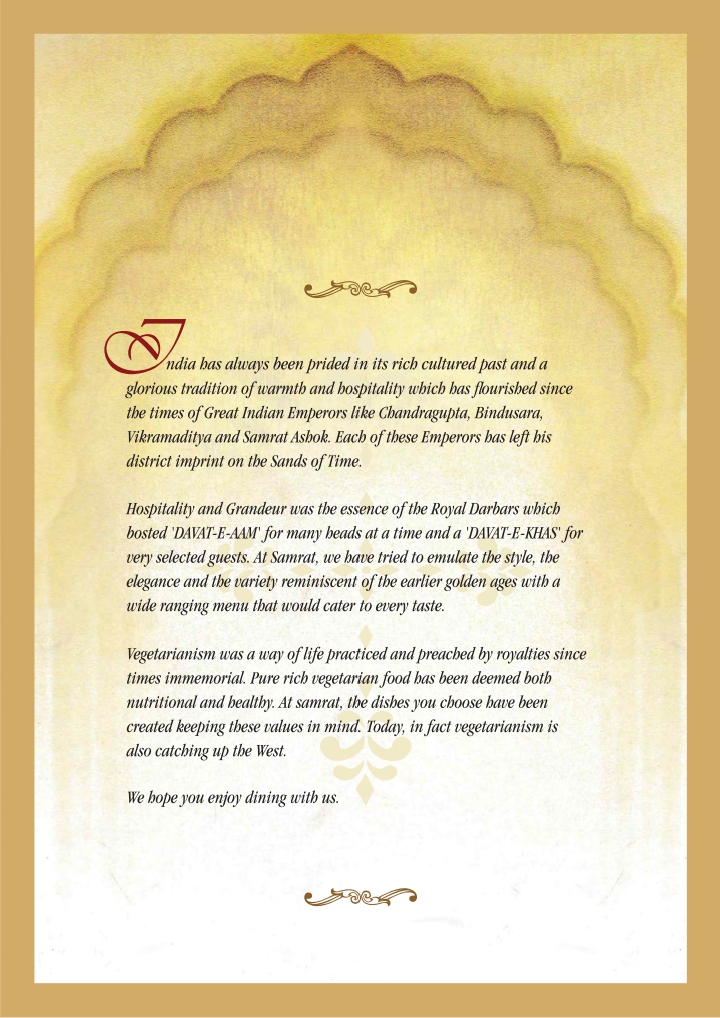 India has always been prided in its rich cultured past and a
glorious tradition of warmth and hospitality which has flourished since
the times of Great Indian Emperors like Chandragupta, Bindusara,
Vikramaditya and Samrat Ashok. Each of these Emperors has left his
district imprint on the Sands of Time.
Hospitality and Grandeur was the essence of the Royal Darbars which
hosted 'DAVAT-E-AAM' for many heads at a time and a 'DAVAT-E-KHAS' for
very selected guests. At Samrat, we have tried to emulate the style, the
elegance and the variety reminiscent of the earlier golden ages with a
wide ranging menu that would cater to every taste.
Vegetarianism was a way of life practiced and preached by royalties since
times immemorial. Pure rich vegetarian food has been deemed both
nutritional and healthy. At samrat, the dishes you choose have been
created keeping these values in mind. Today, in fact vegetarianism is
also catching up the West.
We hope you enjoy dining with us.